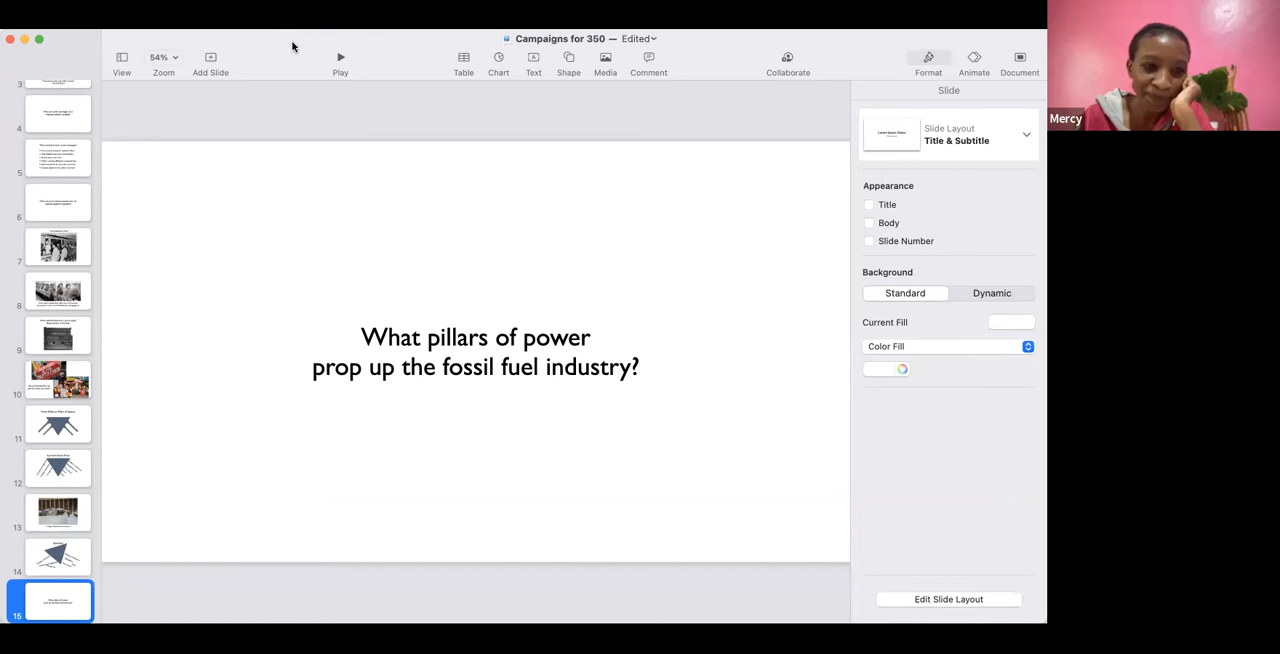 Campaigns for 350 — Edited
View
54%
Zoom
Add Slide
Play
Table
Chart
Text
Shape
Media
Comment
Collaborate
Format
Animate
Document
Slide
Slide Layout
Title & Subtitle
Appearance
Title
Body
Slide Number
Background
Standard
Dynamic
Current Fill
Color Fill
Edit Slide Layout
What pillars of power
prop up the fossil fuel industry?
3
4
5
6
7
8
9
10
11
12
13
14
15
Mercy